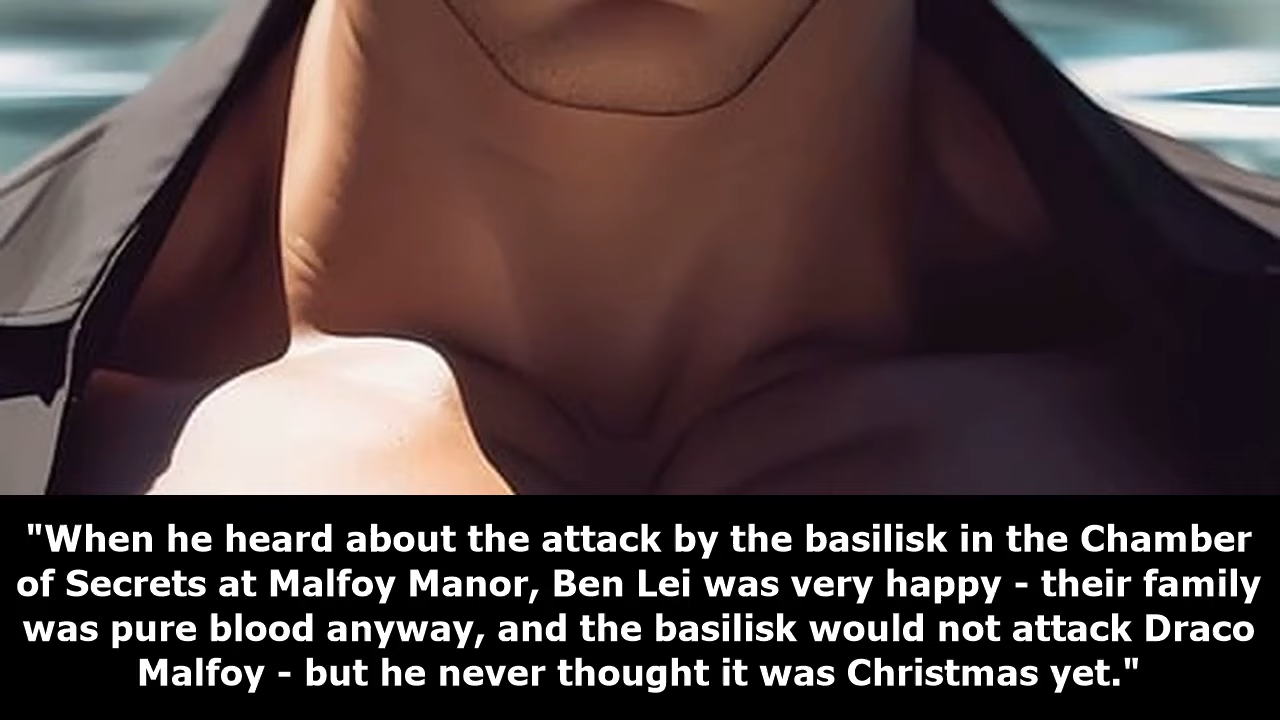 "When he heard about the attack by the basilisk in the Chamber
of Secrets at Malfoy Manor, Ben Lei was very happy - their family
was pure blood anyway, and the basilisk would not attack Draco
Malfoy - but he never thought it was Christmas yet."